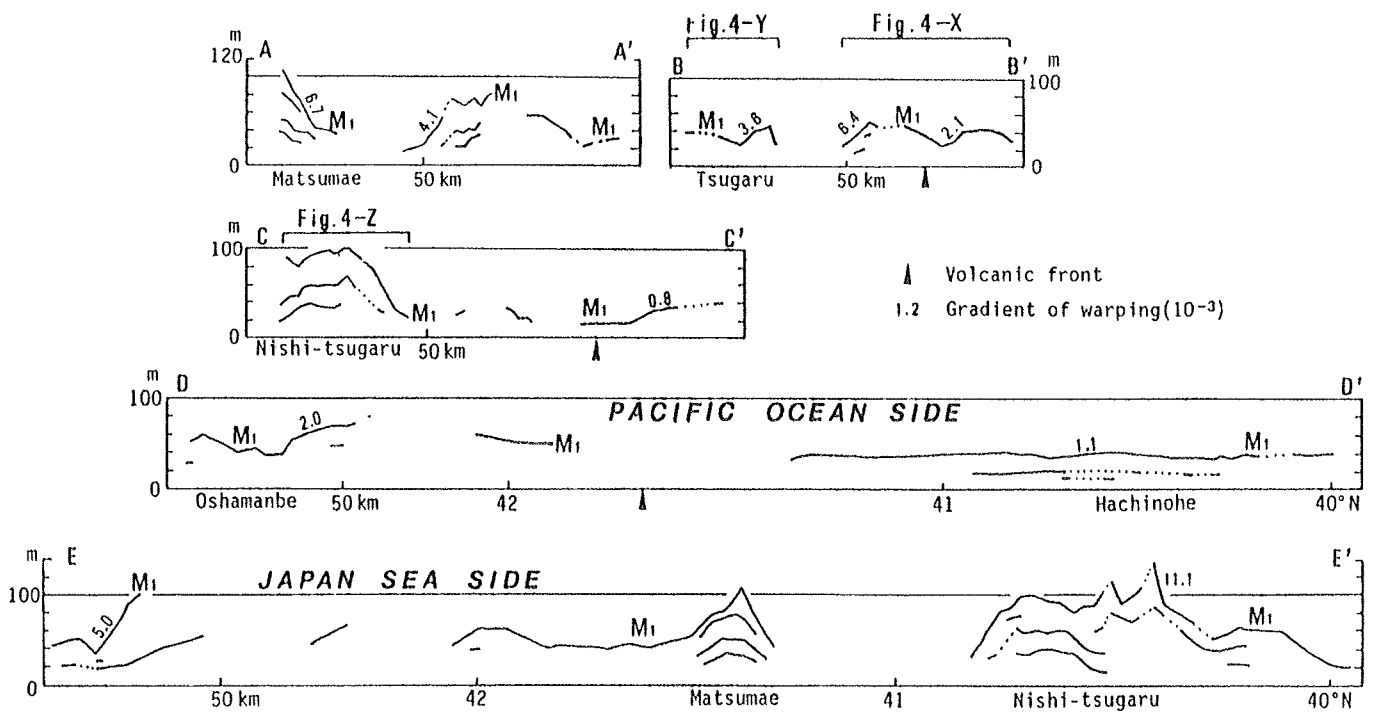 Fig.4-Y Fig.4-X
m A A' B B' m
120 100
6.7 M1 4.1 M1 M1 M1 3.8 6.4 M1 2.1
0 0
Matsumae 50 km Tsugaru 50 km
Fig.4-Z
m C C'
100
M1 M1 0.8
0
Nishi-tsugaru 50 km
Volcanic front
1.2 Gradient of warping(10⁻³)
m D D'
100 PACIFIC OCEAN SIDE
M1 2.0 M1 1.1 M1
0
Oshamanbe 50 km 42 41 Hachinohe 40°N
m E E'
JAPAN SEA SIDE
100 M1 11.1
5.0 M1 M1
0
50 km 42 Matsumae 41 Nishi-tsugaru 40°N